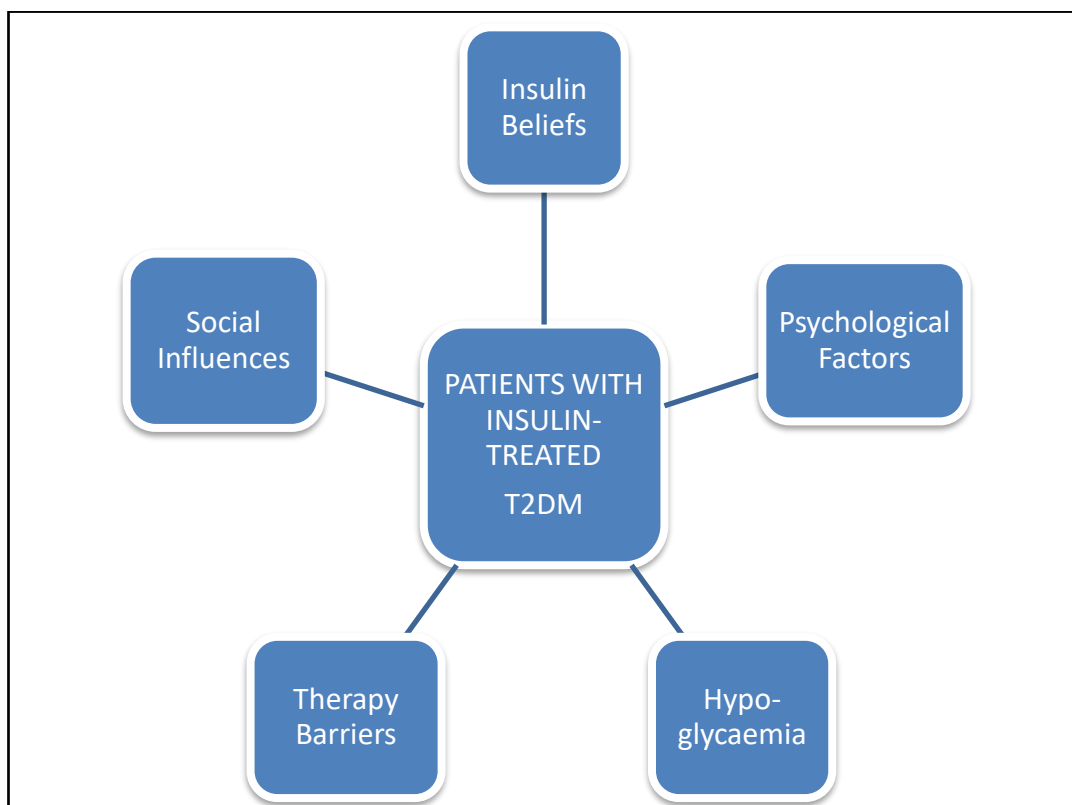 Insulin
Beliefs
Social
Influences
Psychological
Factors
PATIENTS WITH
INSULIN-
TREATED
T2DM
Therapy
Barriers
Hypo-
glycaemia